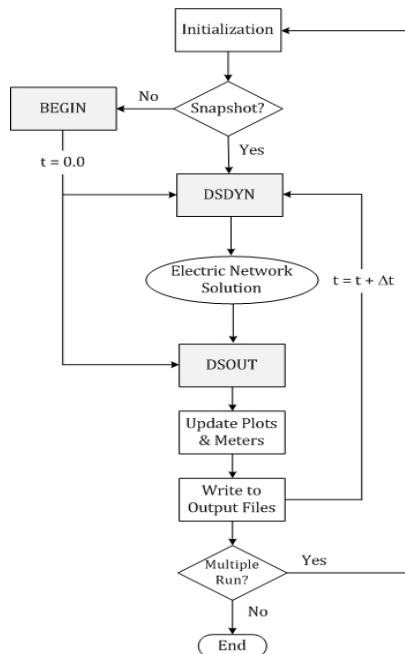 Initialization
No
BEGIN
Snapshot?
t = 0.0
Yes
DSDYN
Electric Network
Solution
t = t + Δt
DSOUT
Update Plots
& Meters
Write to
Output Files
Multiple
Run?
Yes
No
End